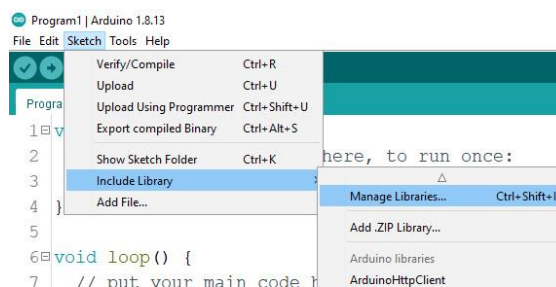 Program1 | Arduino 1.8.13
File Edit Sketch Tools Help
Verify/Compile Ctrl+R
Upload Ctrl+U
Progra Upload Using Programmer Ctrl+Shift+U
1 v Export compiled Binary Ctrl+Alt+S
2 Show Sketch Folder Ctrl+K here, to run once:
3 Include Library
4 } Add File... Manage Libraries... Ctrl+Shift+I
5 Add .ZIP Library...
6 void loop() { Arduino libraries
7 // put your main code h ArduinoHttpClient